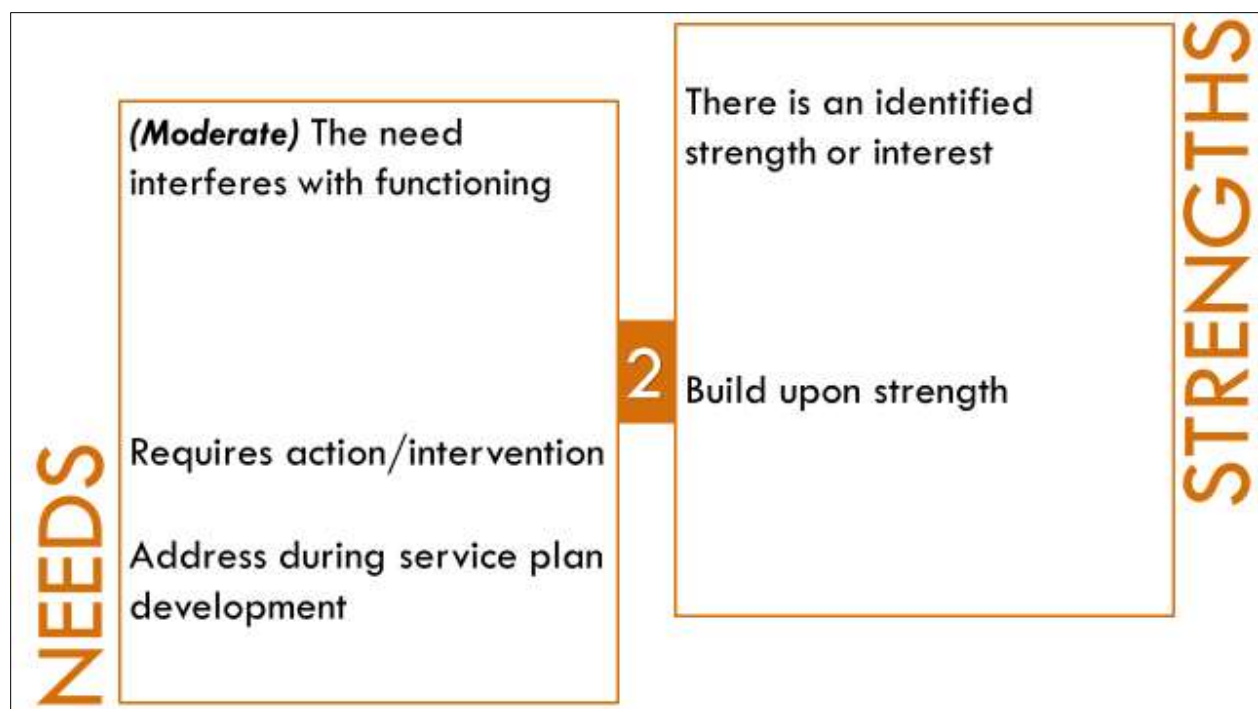 NEEDS
(Moderate) The need
interferes with functioning
Requires action/intervention
Address during service plan
development
2
There is an identified
strength or interest
Build upon strength
STRENGTHS